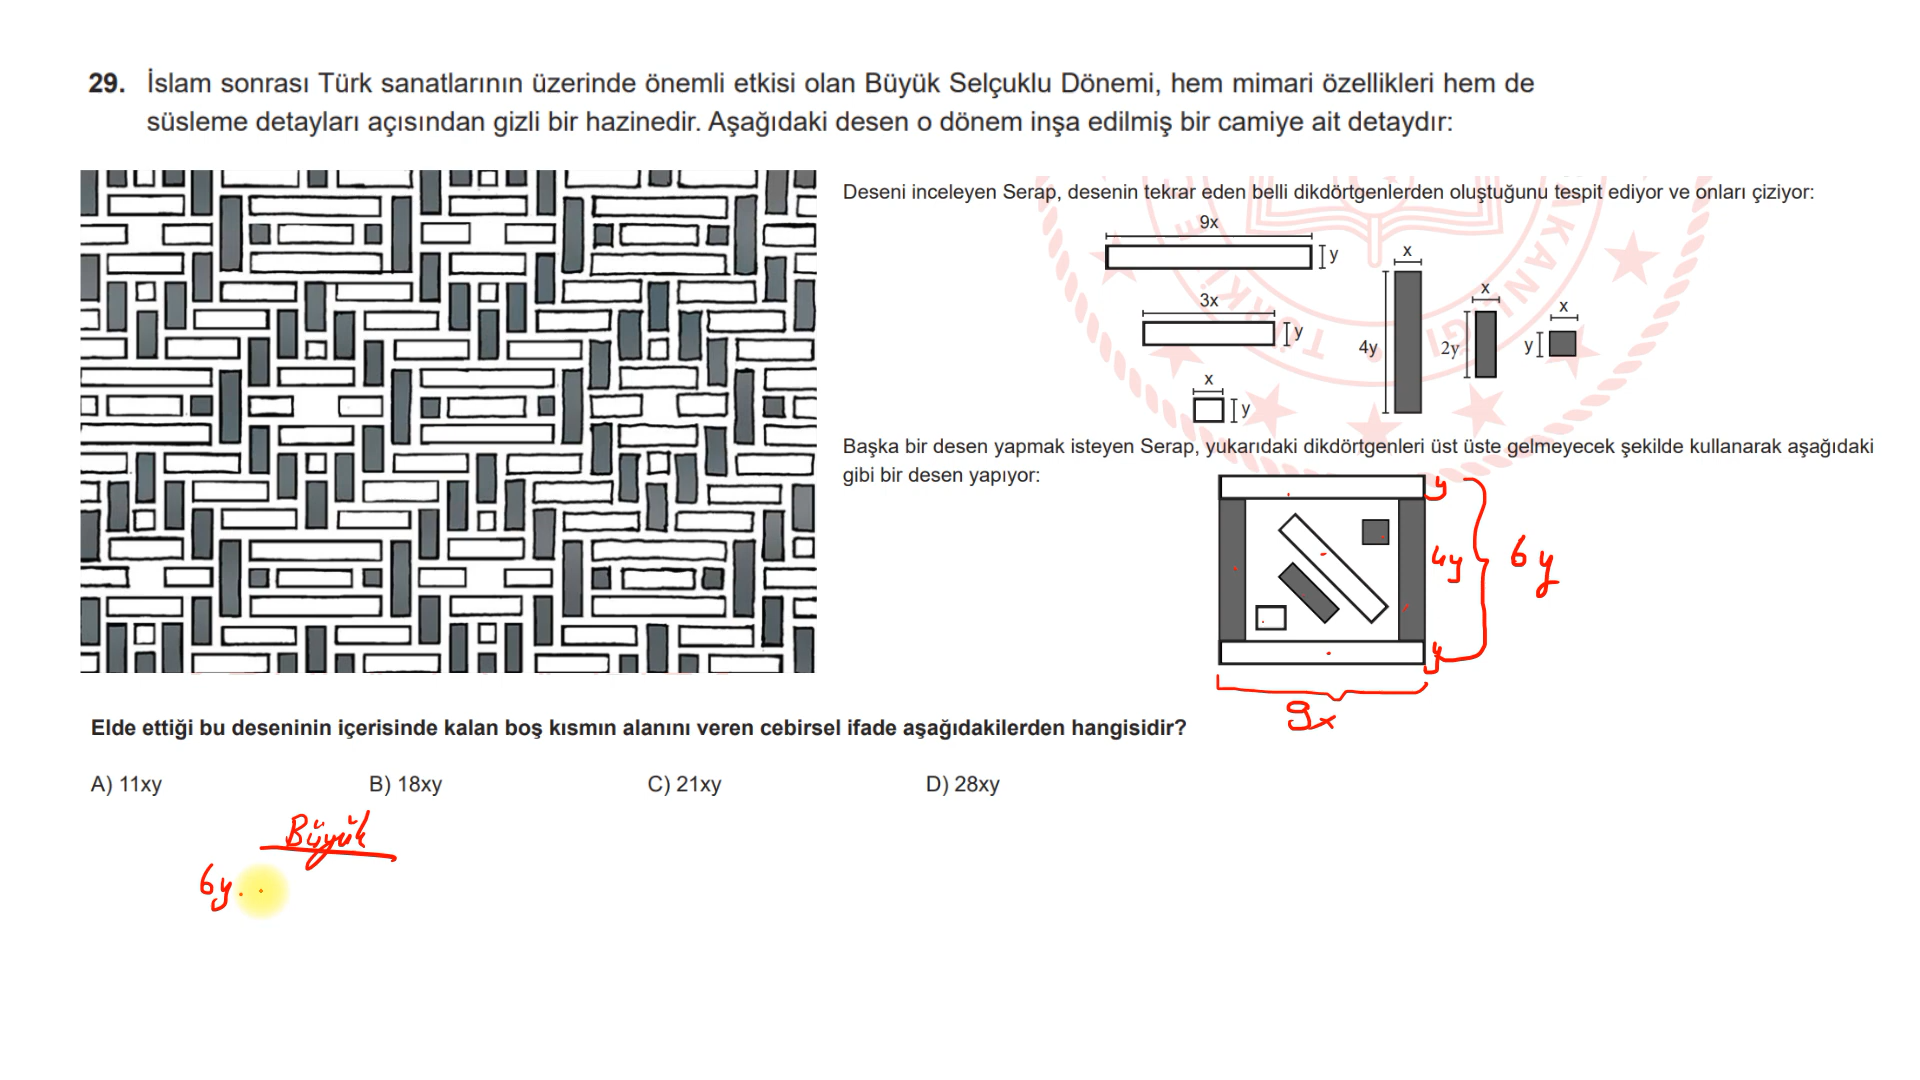 29. İslam sonrası Türk sanatlarının üzerinde önemli etkisi olan Büyük Selçuklu Dönemi, hem mimari özellikleri hem de
süsleme detayları açısından gizli bir hazinedir. Aşağıdaki desen o dönem inşa edilmiş bir camiye ait detaydır:
Deseni inceleyen Serap, desenin tekrar eden belli dikdörtgenlerden oluştuğunu tespit ediyor ve onları çiziyor:
9x
y
3x
y
x
y
x
4y
x
2y
x
y
Başka bir desen yapmak isteyen Serap, yukarıdaki dikdörtgenleri üst üste gelmeyecek şekilde kullanarak aşağıdaki
gibi bir desen yapıyor:
y
4y
6y
y
9x
Elde ettiği bu deseninin içerisinde kalan boş kısmın alanını veren cebirsel ifade aşağıdakilerden hangisidir?
A) 11xy B) 18xy C) 21xy D) 28xy
Büyük
6y.